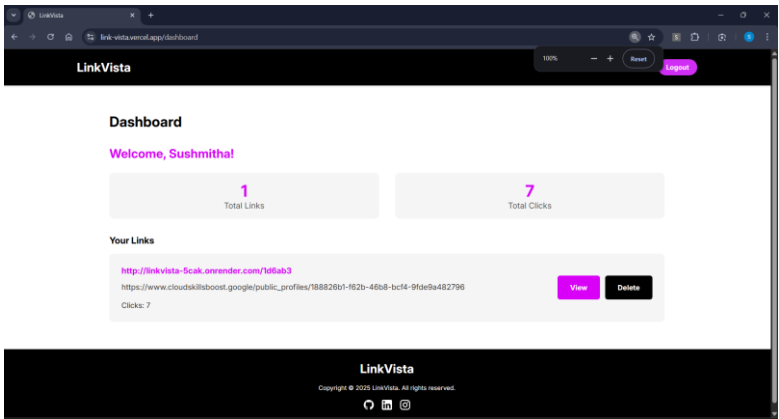 LinkVista
link-vista.vercel.app/dashboard
100%
Reset
LinkVista
Logout
Dashboard
Welcome, Sushmitha!
1
Total Links
7
Total Clicks
Your Links
http://linkvista-5cak.onrender.com/1d6ab3
https://www.cloudskillsboost.google/public_profiles/188826b1-f62b-46b8-bcf4-9fde9a482796
Clicks: 7
View
Delete
LinkVista
Copyright © 2025 LinkVista. All rights reserved.